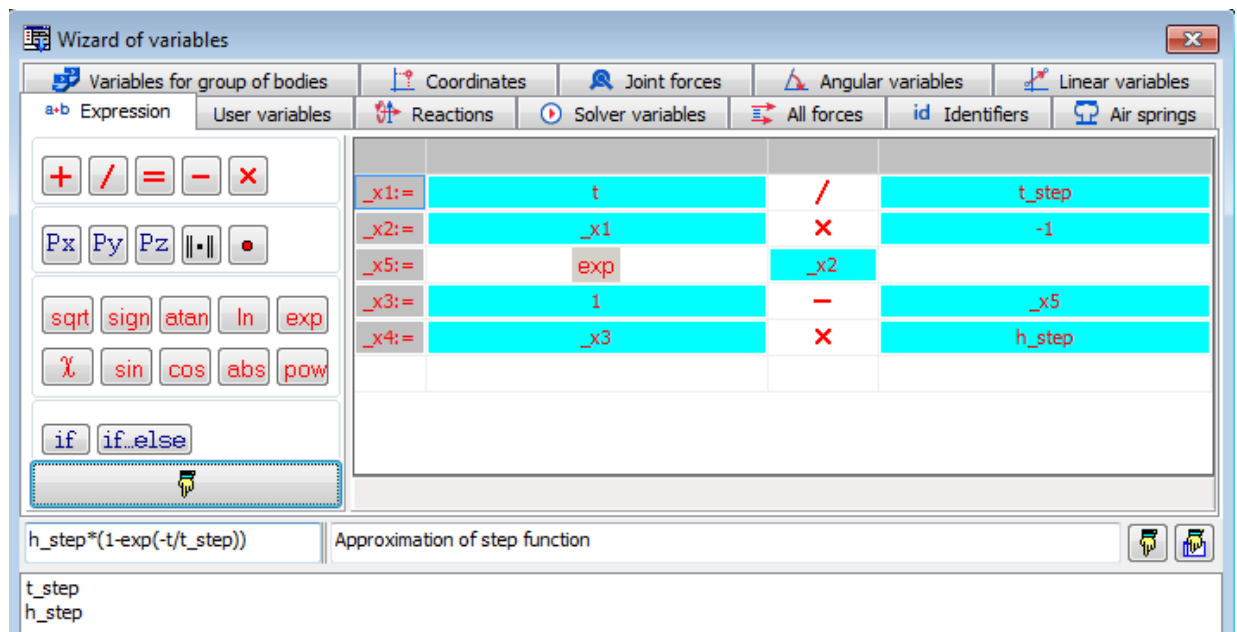 Wizard of variables
Variables for group of bodies Coordinates Joint forces Angular variables Linear variables
a+b Expression User variables Reactions Solver variables All forces id Identifiers Air springs
+ / = − ×
_x1:= t / t_step
_x2:= _x1 × -1
Px Py Pz ‖•‖ •
_x5:= exp _x2
_x3:= 1 − _x5
sqrt sign atan ln exp
_x4:= _x3 × h_step
χ sin cos abs pow
if if...else
h_step*(1-exp(-t/t_step)) Approximation of step function
t_step
h_step